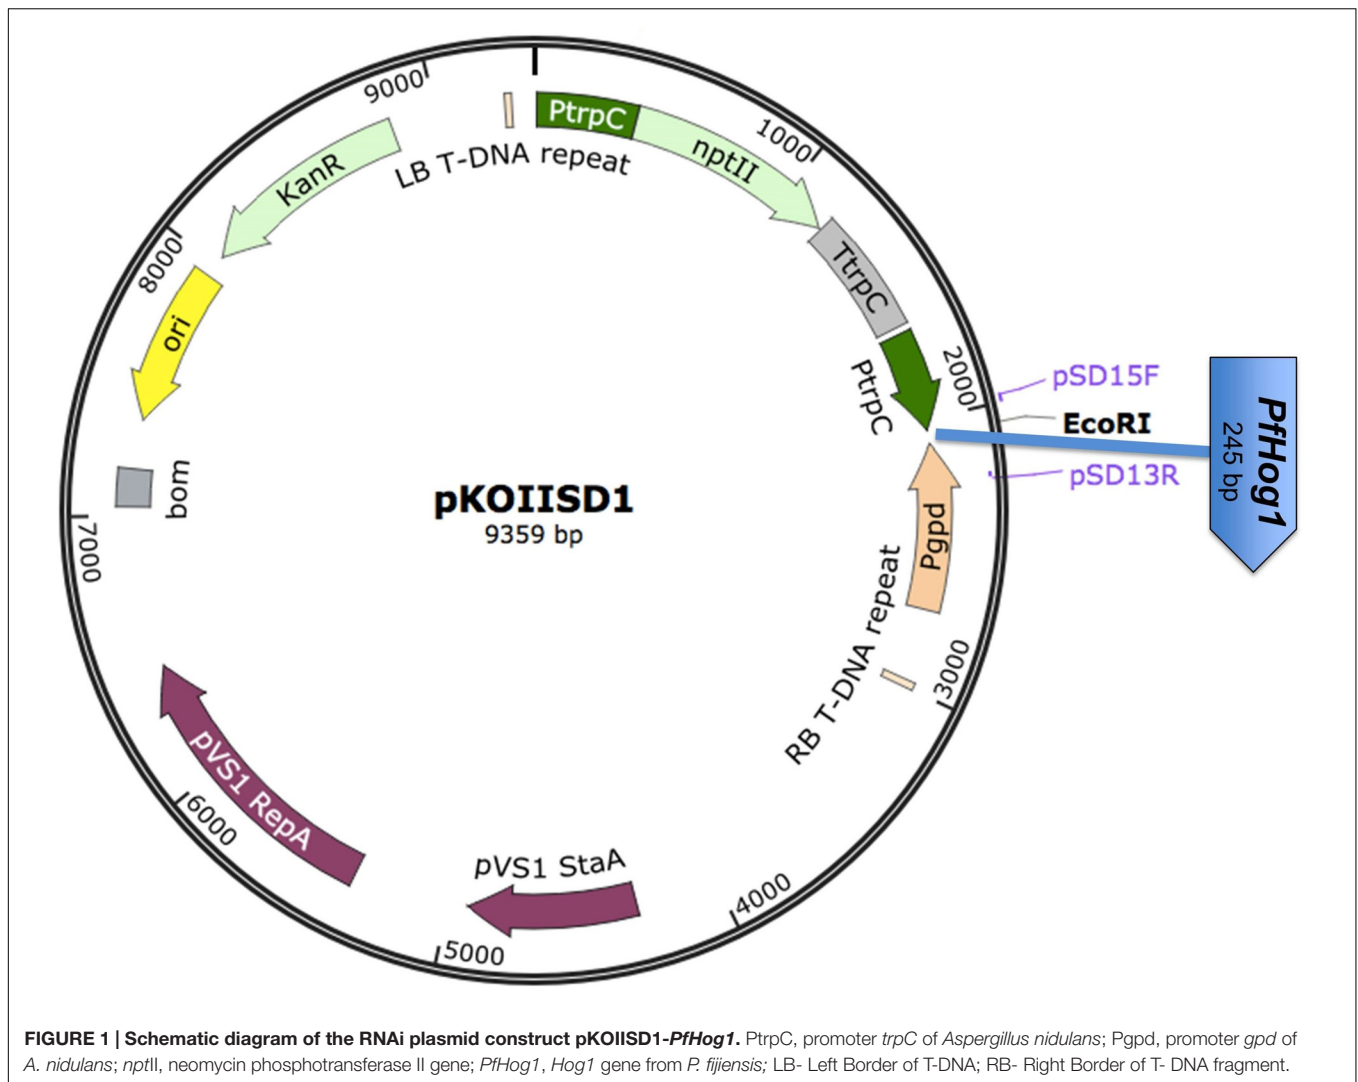 9000
LB T-DNA repeat
PtrpC
nptII
1000
KanR
TtrpC
8000
ori
PtrpC
2000
pSD15F
EcoRI
pSD13R
PfHog1
245 bp
bom
7000
pKOIISD1
9359 bp
Pgpd
RB T-DNA repeat
3000
pVS1 RepA
6000
pVS1 StaA
5000
4000
FIGURE 1 | Schematic diagram of the RNAi plasmid construct pKOIISD1-PfHog1. PtrpC, promoter trpC of Aspergillus nidulans; Pgpd, promoter gpd of
A. nidulans; nptII, neomycin phosphotransferase II gene; PfHog1, Hog1 gene from P. fijiensis; LB- Left Border of T-DNA; RB- Right Border of T- DNA fragment.